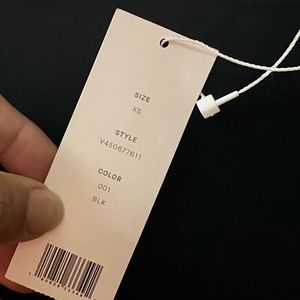 SIZE
XS
STYLE
V450677611
COLOR
001
BLK